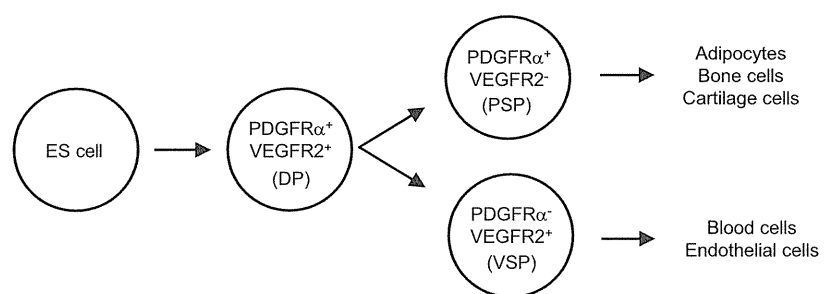 ES cell
PDGFRα⁺
VEGFR2⁺
(DP)
PDGFRα⁺
VEGFR2⁻
(PSP)
Adipocytes
Bone cells
Cartilage cells
PDGFRα⁻
VEGFR2⁺
(VSP)
Blood cells
Endothelial cells